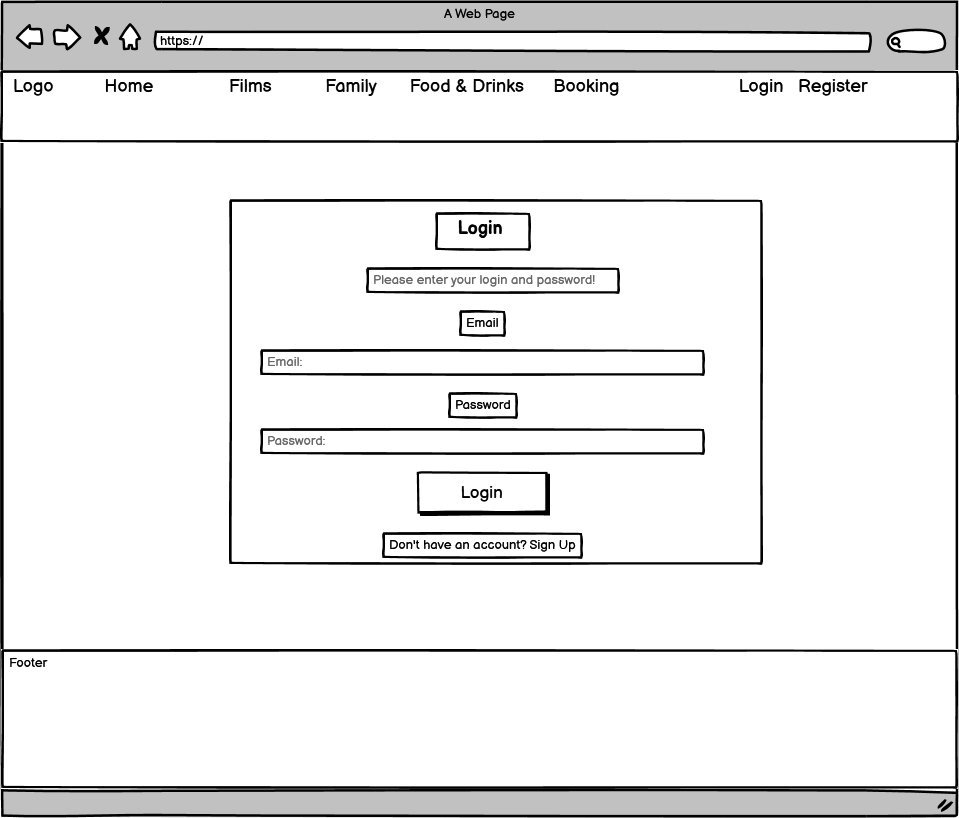 A Web Page
https://
Logo Home Films Family Food & Drinks Booking Login Register
Login
Please enter your login and password!
Email
Email:
Password
Password:
Login
Don't have an account? Sign Up
Footer